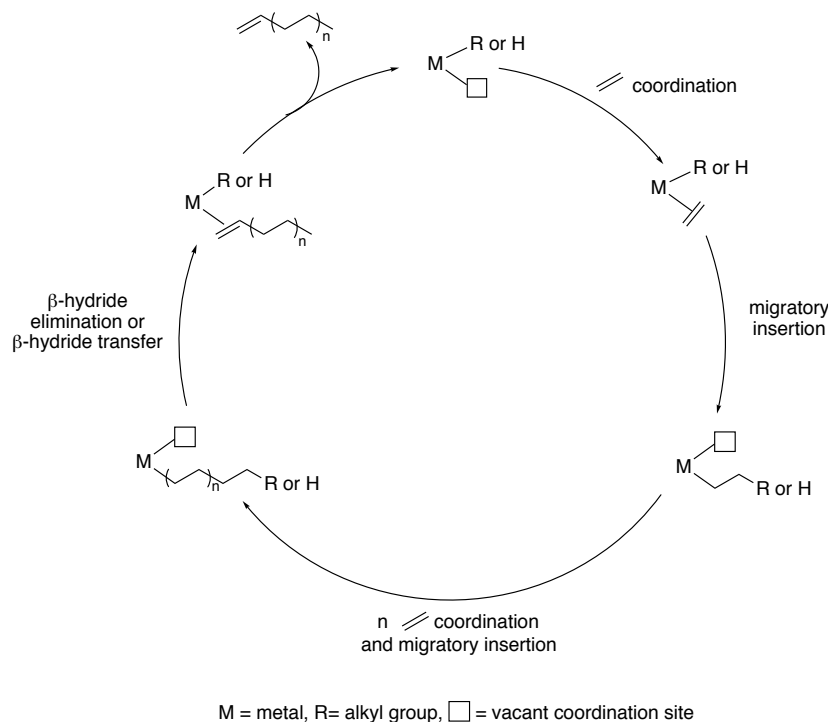 n
R or H
M
coordination
R or H
M
R or H
M
n
migratory
insertion
β-hydride
elimination or
β-hydride transfer
M
n
R or H
M
R or H
n coordination
and migratory insertion
M = metal, R= alkyl group, = vacant coordination site